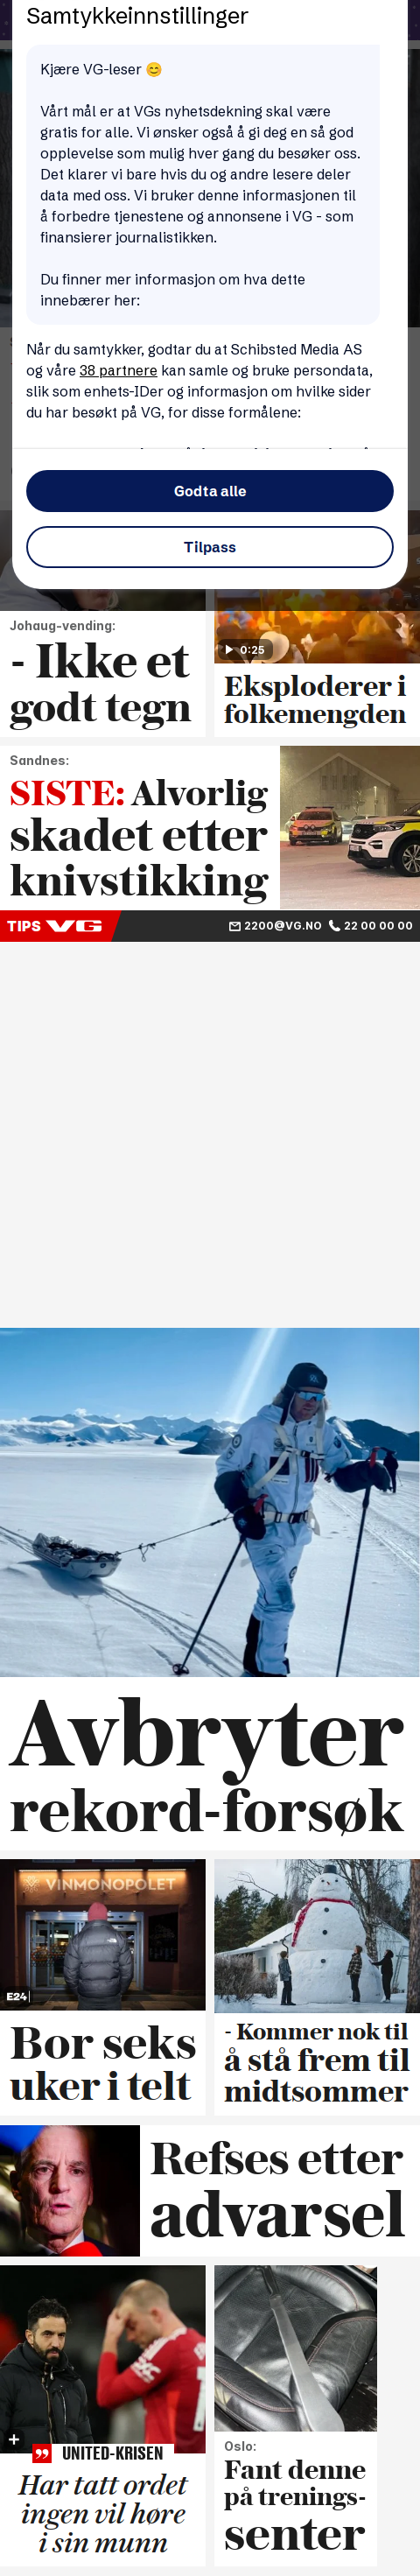 Samtykkeinnstillinger
Kjære VG-leser 😊
Vårt mål er at VGs nyhetsdekning skal være
gratis for alle. Vi ønsker også å gi deg en så god
opplevelse som mulig hver gang du besøker oss.
Det klarer vi bare hvis du og andre lesere deler
data med oss. Vi bruker denne informasjonen til
å forbedre tjenestene og annonsene i VG - som
finansierer journalistikken.
Du finner mer informasjon om hva dette
innebærer her:
Når du samtykker, godtar du at Schibsted Media AS
og våre 38 partnere kan samle og bruke persondata,
slik som enhets-IDer og informasjon om hvilke sider
du har besøkt på VG, for disse formålene:
Godta alle
Tilpass
Johaug-vending:
- Ikke et
godt tegn
0:25
Eksploderer i
folkemengden
Sandnes:
SISTE: Alvorlig
skadet etter
knivstikking
TIPS VG
2200@VG.NO 22 00 00 00
Avbryter
rekord-forsøk
VINMONOPOLET
E24
Bor seks
uker i telt
- Kommer nok til
å stå frem til
midtsommer
Refses etter
advarsel
UNITED-KRISEN
Har tatt ordet
ingen vil høre
i sin munn
Oslo:
Fant denne
på trenings-
senter